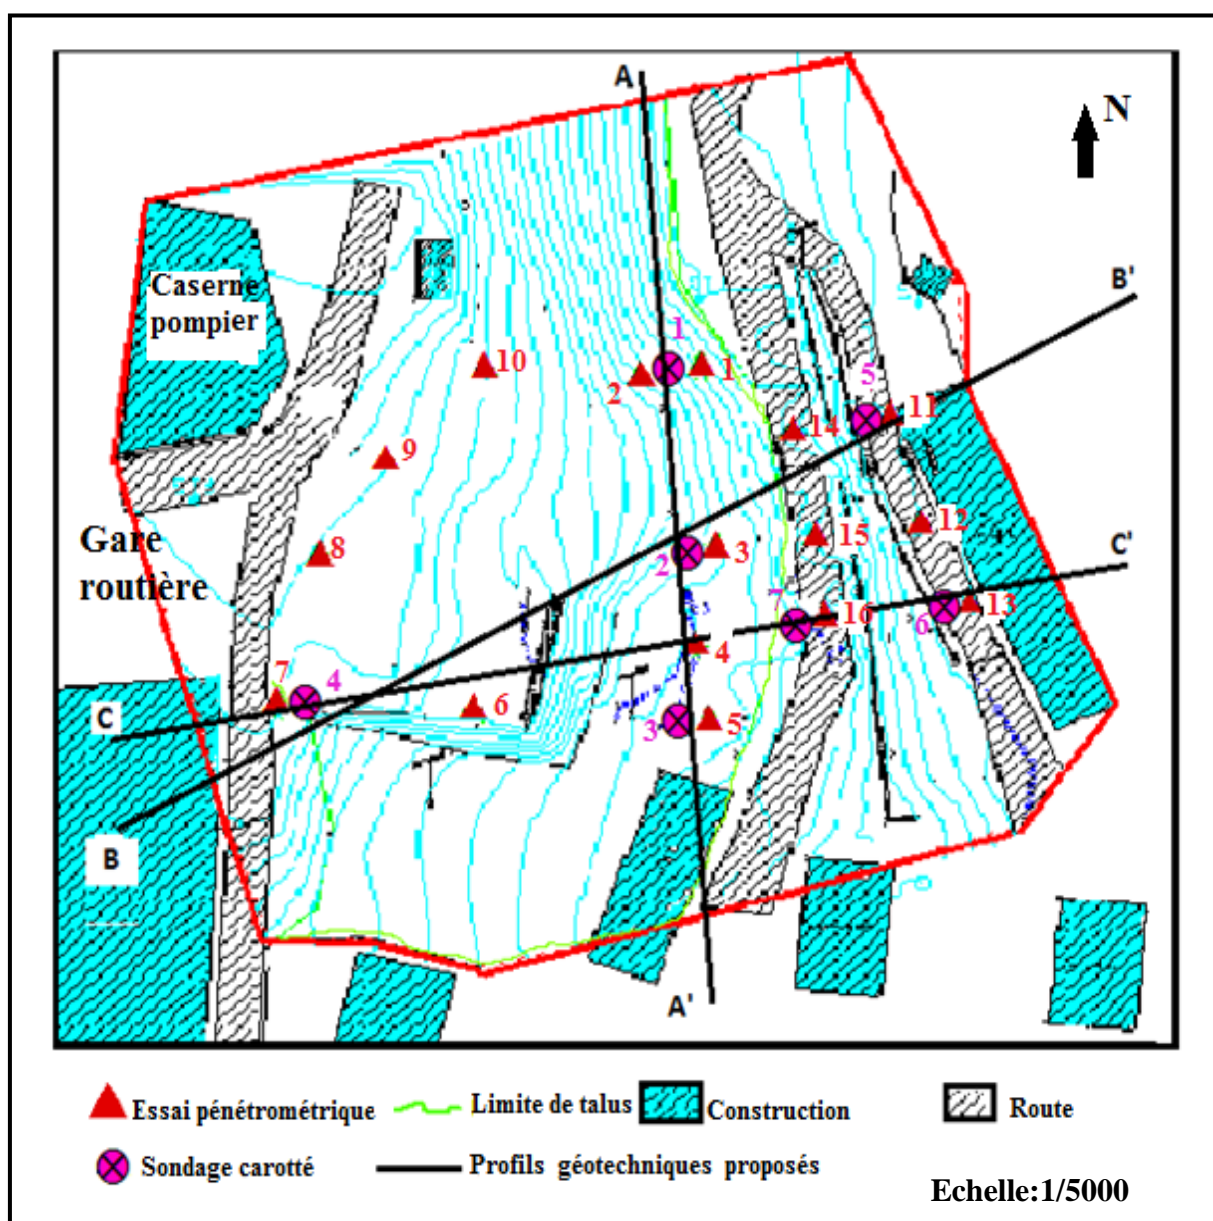 A
N
B'
Caserne
pompier
1
10
2
1
5
11
14
9
Gare
routière
8
2
3
15
12
C'
7
16
6
13
4
7
4
6
3
5
C
B
A'
Essai pénétrométrique
Limite de talus
Construction
Route
Sondage carotté
Profils géotechniques proposés
Echelle:1/5000